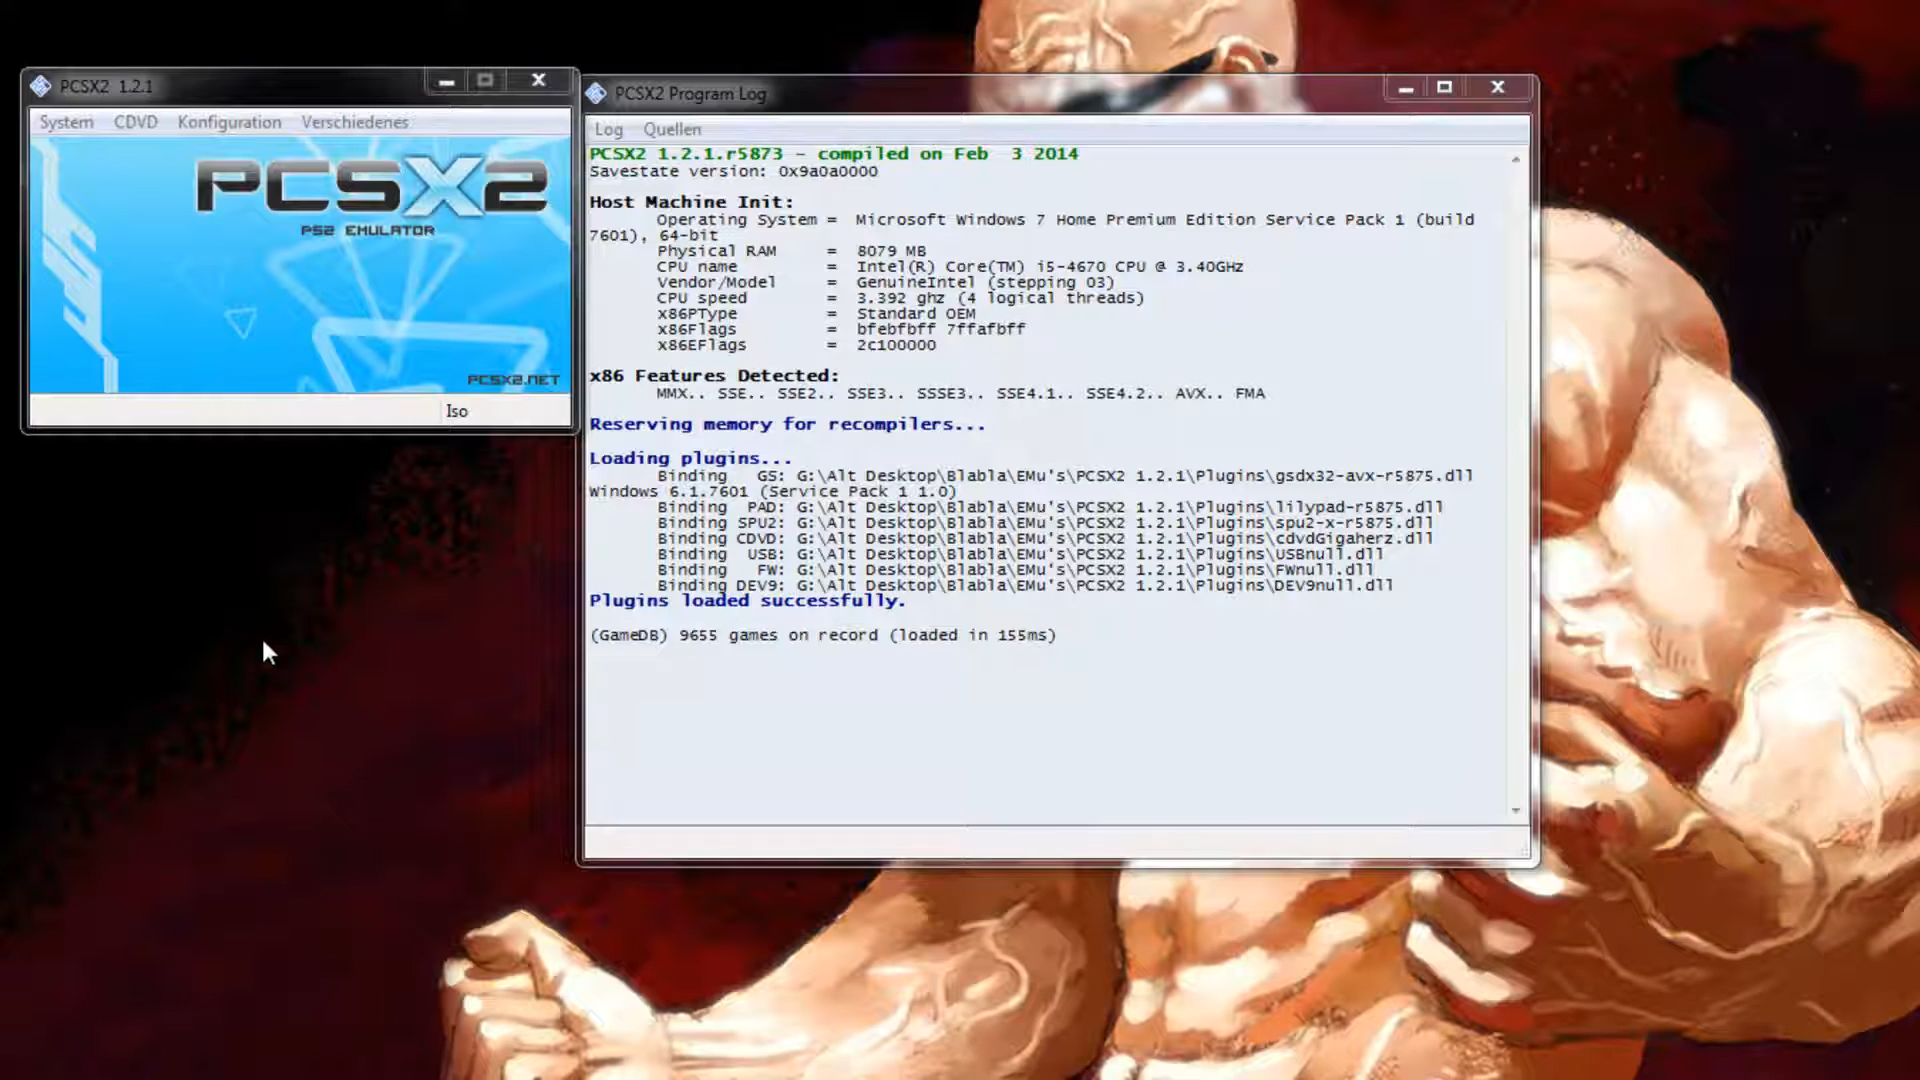 PCSX2 1.2.1
System CDVD Konfiguration Verschiedenes
PCSX2
PS2 EMULATOR
PCSX2.NET
Iso
PCSX2 Program Log
Log Quellen
PCSX2 1.2.1.r5873 - compiled on Feb 3 2014
Savestate version: 0x9a0a0000
Host Machine Init:
Operating System = Microsoft Windows 7 Home Premium Edition Service Pack 1 (build
7601), 64-bit
Physical RAM = 8079 MB
CPU name = Intel(R) Core(TM) i5-4670 CPU @ 3.40GHz
Vendor/Model = GenuineIntel (stepping 03)
CPU speed = 3.392 ghz (4 logical threads)
x86PType = Standard OEM
x86Flags = bfebfbff 7ffafbff
x86EFlags = 2c100000
x86 Features Detected:
MMX.. SSE.. SSE2.. SSE3.. SSSE3.. SSE4.1.. SSE4.2.. AVX.. FMA
Reserving memory for recompilers...
Loading plugins...
Binding GS: G:\Alt Desktop\Blabla\EMu's\PCSX2 1.2.1\Plugins\gsdx32-avx-r5875.dll
Windows 6.1.7601 (Service Pack 1 1.0)
Binding PAD: G:\Alt Desktop\Blabla\EMu's\PCSX2 1.2.1\Plugins\lilypad-r5875.dll
Binding SPU2: G:\Alt Desktop\Blabla\EMu's\PCSX2 1.2.1\Plugins\spu2-x-r5875.dll
Binding CDVD: G:\Alt Desktop\Blabla\EMu's\PCSX2 1.2.1\Plugins\cdvdGigaherz.dll
Binding USB: G:\Alt Desktop\Blabla\EMu's\PCSX2 1.2.1\Plugins\USBnull.dll
Binding FW: G:\Alt Desktop\Blabla\EMu's\PCSX2 1.2.1\Plugins\FWnull.dll
Binding DEV9: G:\Alt Desktop\Blabla\EMu's\PCSX2 1.2.1\Plugins\DEV9null.dll
Plugins loaded successfully.
(GameDB) 9655 games on record (loaded in 155ms)